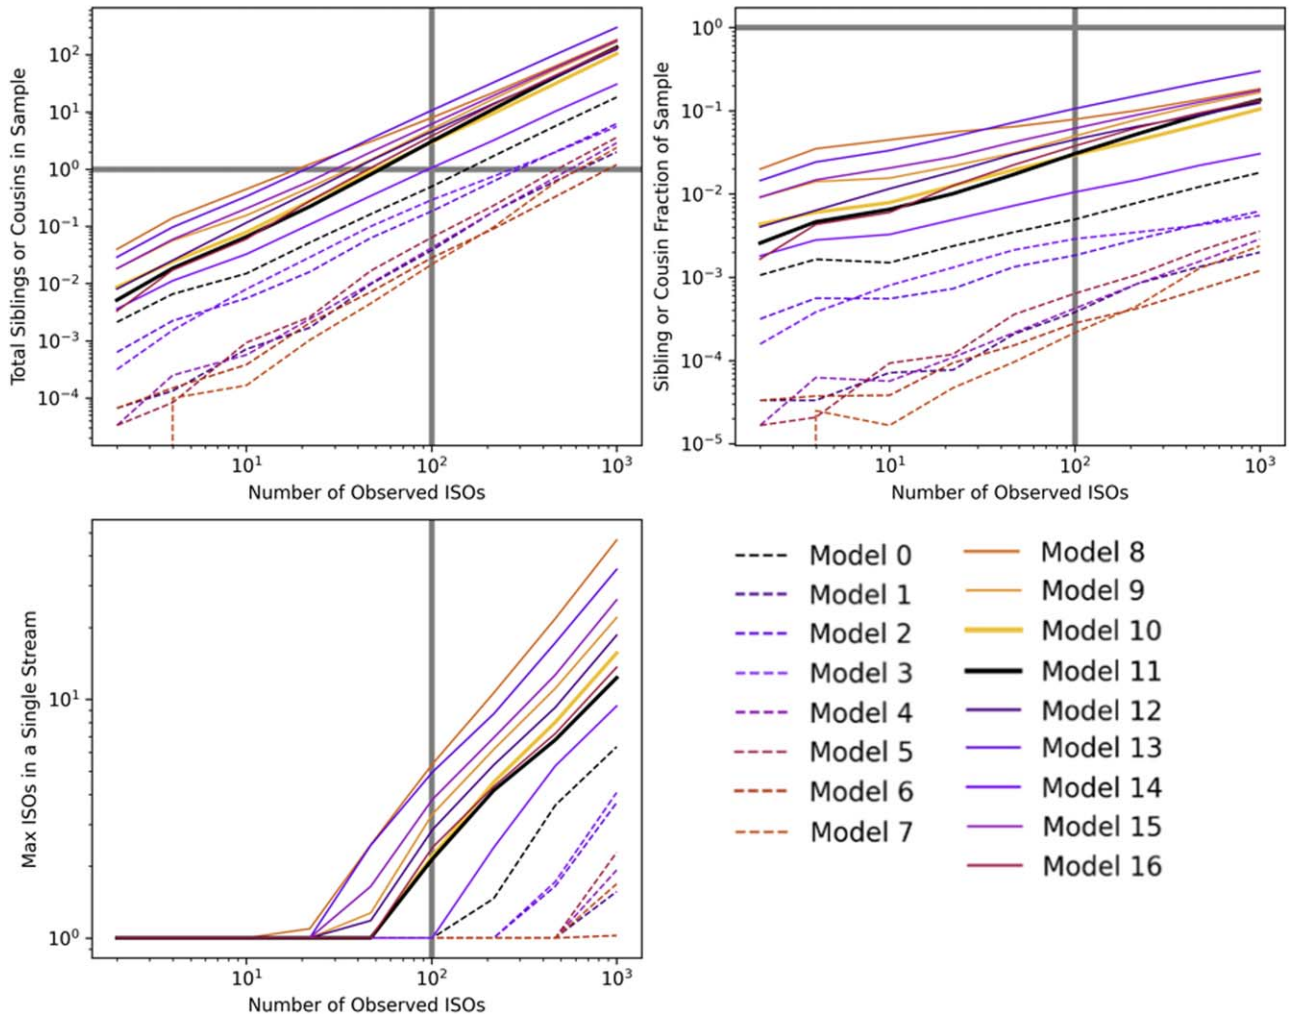 Total Siblings or Cousins in Sample
10²
10¹
10⁰
10⁻¹
10⁻²
10⁻³
10⁻⁴
10¹ 10² 10³
Number of Observed ISOs
Sibling or Cousin Fraction of Sample
10⁰
10⁻¹
10⁻²
10⁻³
10⁻⁴
10⁻⁵
10¹ 10² 10³
Number of Observed ISOs
Max ISOs in a Single Stream
10¹
10⁰
10¹ 10² 10³
Number of Observed ISOs
Model 0
Model 1
Model 2
Model 3
Model 4
Model 5
Model 6
Model 7
Model 8
Model 9
Model 10
Model 11
Model 12
Model 13
Model 14
Model 15
Model 16